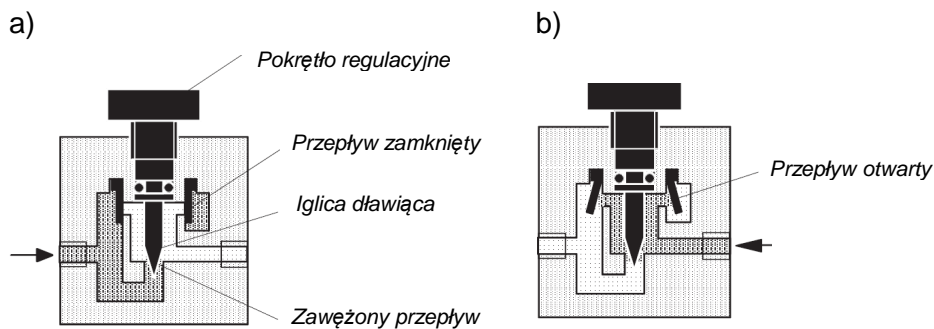 a)
b)
Pokrętło regulacyjne
Przepływ zamknięty
Przepływ otwarty
Iglica dławiąca
Zawężony przepływ